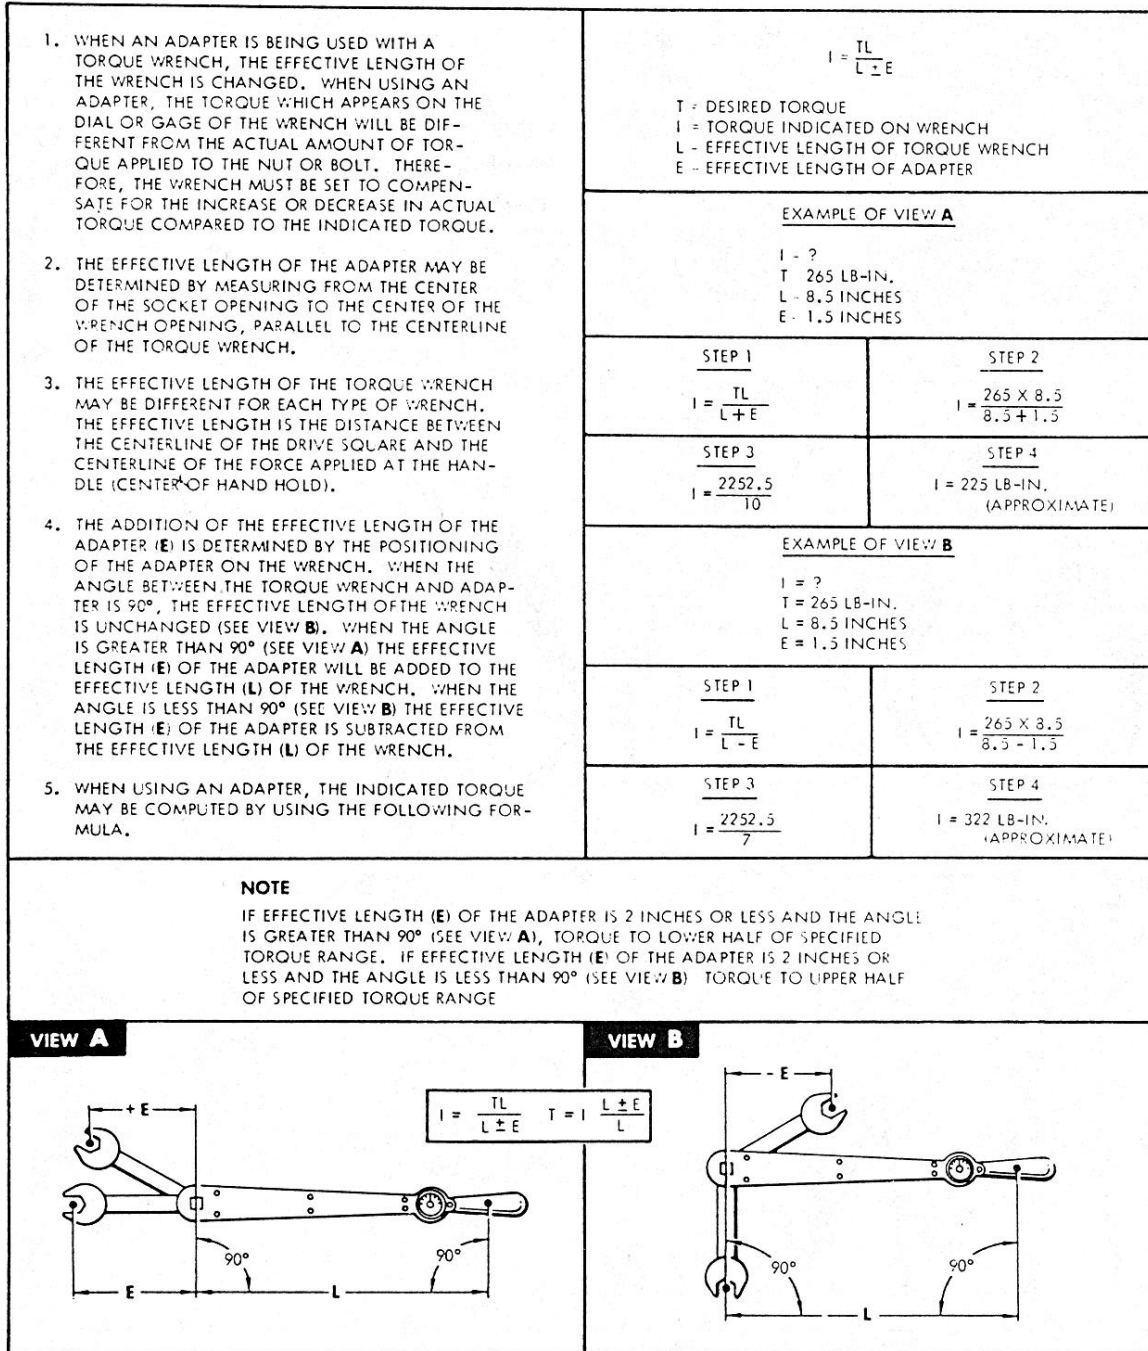 1. WHEN AN ADAPTER IS BEING USED WITH A
TORQUE WRENCH, THE EFFECTIVE LENGTH OF
THE WRENCH IS CHANGED. WHEN USING AN
ADAPTER, THE TORQUE WHICH APPEARS ON THE
DIAL OR GAGE OF THE WRENCH WILL BE DIF-
FERENT FROM THE ACTUAL AMOUNT OF TOR-
QUE APPLIED TO THE NUT OR BOLT. THERE-
FORE, THE WRENCH MUST BE SET TO COMPEN-
SATE FOR THE INCREASE OR DECREASE IN ACTUAL
TORQUE COMPARED TO THE INDICATED TORQUE.
2. THE EFFECTIVE LENGTH OF THE ADAPTER MAY BE
DETERMINED BY MEASURING FROM THE CENTER
OF THE SOCKET OPENING TO THE CENTER OF THE
WRENCH OPENING, PARALLEL TO THE CENTERLINE
OF THE TORQUE WRENCH.
3. THE EFFECTIVE LENGTH OF THE TORQUE WRENCH
MAY BE DIFFERENT FOR EACH TYPE OF WRENCH.
THE EFFECTIVE LENGTH IS THE DISTANCE BETWEEN
THE CENTERLINE OF THE DRIVE SQUARE AND THE
CENTERLINE OF THE FORCE APPLIED AT THE HAN-
DLE (CENTER OF HAND HOLD).
4. THE ADDITION OF THE EFFECTIVE LENGTH OF THE
ADAPTER (E) IS DETERMINED BY THE POSITIONING
OF THE ADAPTER ON THE WRENCH. WHEN THE
ANGLE BETWEEN THE TORQUE WRENCH AND ADAP-
TER IS 90°, THE EFFECTIVE LENGTH OF THE WRENCH
IS UNCHANGED (SEE VIEW B). WHEN THE ANGLE
IS GREATER THAN 90° (SEE VIEW A) THE EFFECTIVE
LENGTH (E) OF THE ADAPTER WILL BE ADDED TO THE
EFFECTIVE LENGTH (L) OF THE WRENCH. WHEN THE
ANGLE IS LESS THAN 90° (SEE VIEW B) THE EFFECTIVE
LENGTH (E) OF THE ADAPTER IS SUBTRACTED FROM
THE EFFECTIVE LENGTH (L) OF THE WRENCH.
5. WHEN USING AN ADAPTER, THE INDICATED TORQUE
MAY BE COMPUTED BY USING THE FOLLOWING FOR-
MULA.
I = TL / L ± E
T = DESIRED TORQUE
I = TORQUE INDICATED ON WRENCH
L - EFFECTIVE LENGTH OF TORQUE WRENCH
E - EFFECTIVE LENGTH OF ADAPTER
EXAMPLE OF VIEW A
I - ?
T 265 LB-IN.
L - 8.5 INCHES
E - 1.5 INCHES
STEP 1
I = TL / L + E
STEP 2
I = 265 X 8.5 / 8.5 + 1.5
STEP 3
I = 2252.5 / 10
STEP 4
I = 225 LB-IN.
(APPROXIMATE)
EXAMPLE OF VIEW B
I = ?
T = 265 LB-IN.
L = 8.5 INCHES
E = 1.5 INCHES
STEP 1
I = TL / L - E
STEP 2
I = 265 X 8.5 / 8.5 - 1.5
STEP 3
I = 2252.5 / 7
STEP 4
I = 322 LB-IN.
(APPROXIMATE)
NOTE
IF EFFECTIVE LENGTH (E) OF THE ADAPTER IS 2 INCHES OR LESS AND THE ANGLE
IS GREATER THAN 90° (SEE VIEW A), TORQUE TO LOWER HALF OF SPECIFIED
TORQUE RANGE. IF EFFECTIVE LENGTH (E) OF THE ADAPTER IS 2 INCHES OR
LESS AND THE ANGLE IS LESS THAN 90° (SEE VIEW B) TORQUE TO UPPER HALF
OF SPECIFIED TORQUE RANGE
VIEW A
+ E
90°
90°
E
L
I = TL / L ± E T = I L ± E / L
VIEW B
- E
90°
90°
L